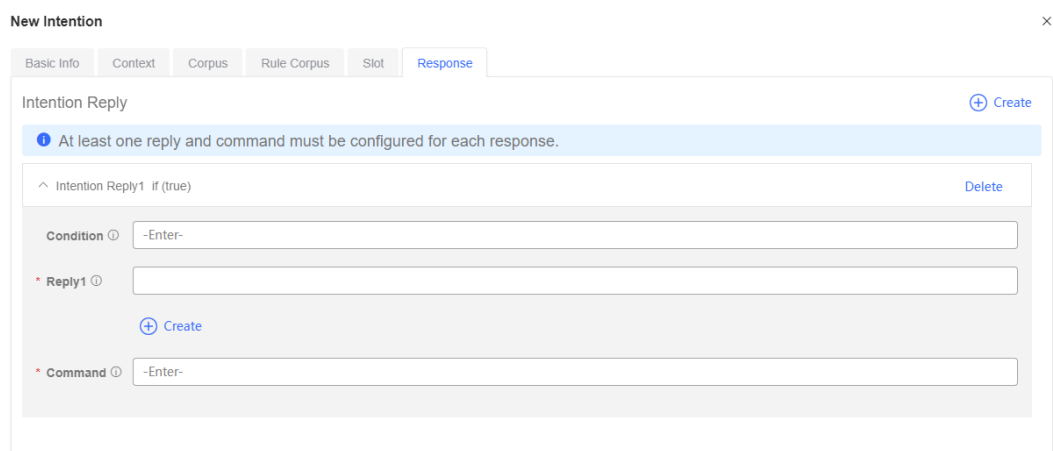 New Intention
Basic Info Context Corpus Rule Corpus Slot Response
Intention Reply Create
At least one reply and command must be configured for each response.
Intention Reply1 if (true) Delete
Condition -Enter-
* Reply1
Create
* Command -Enter-